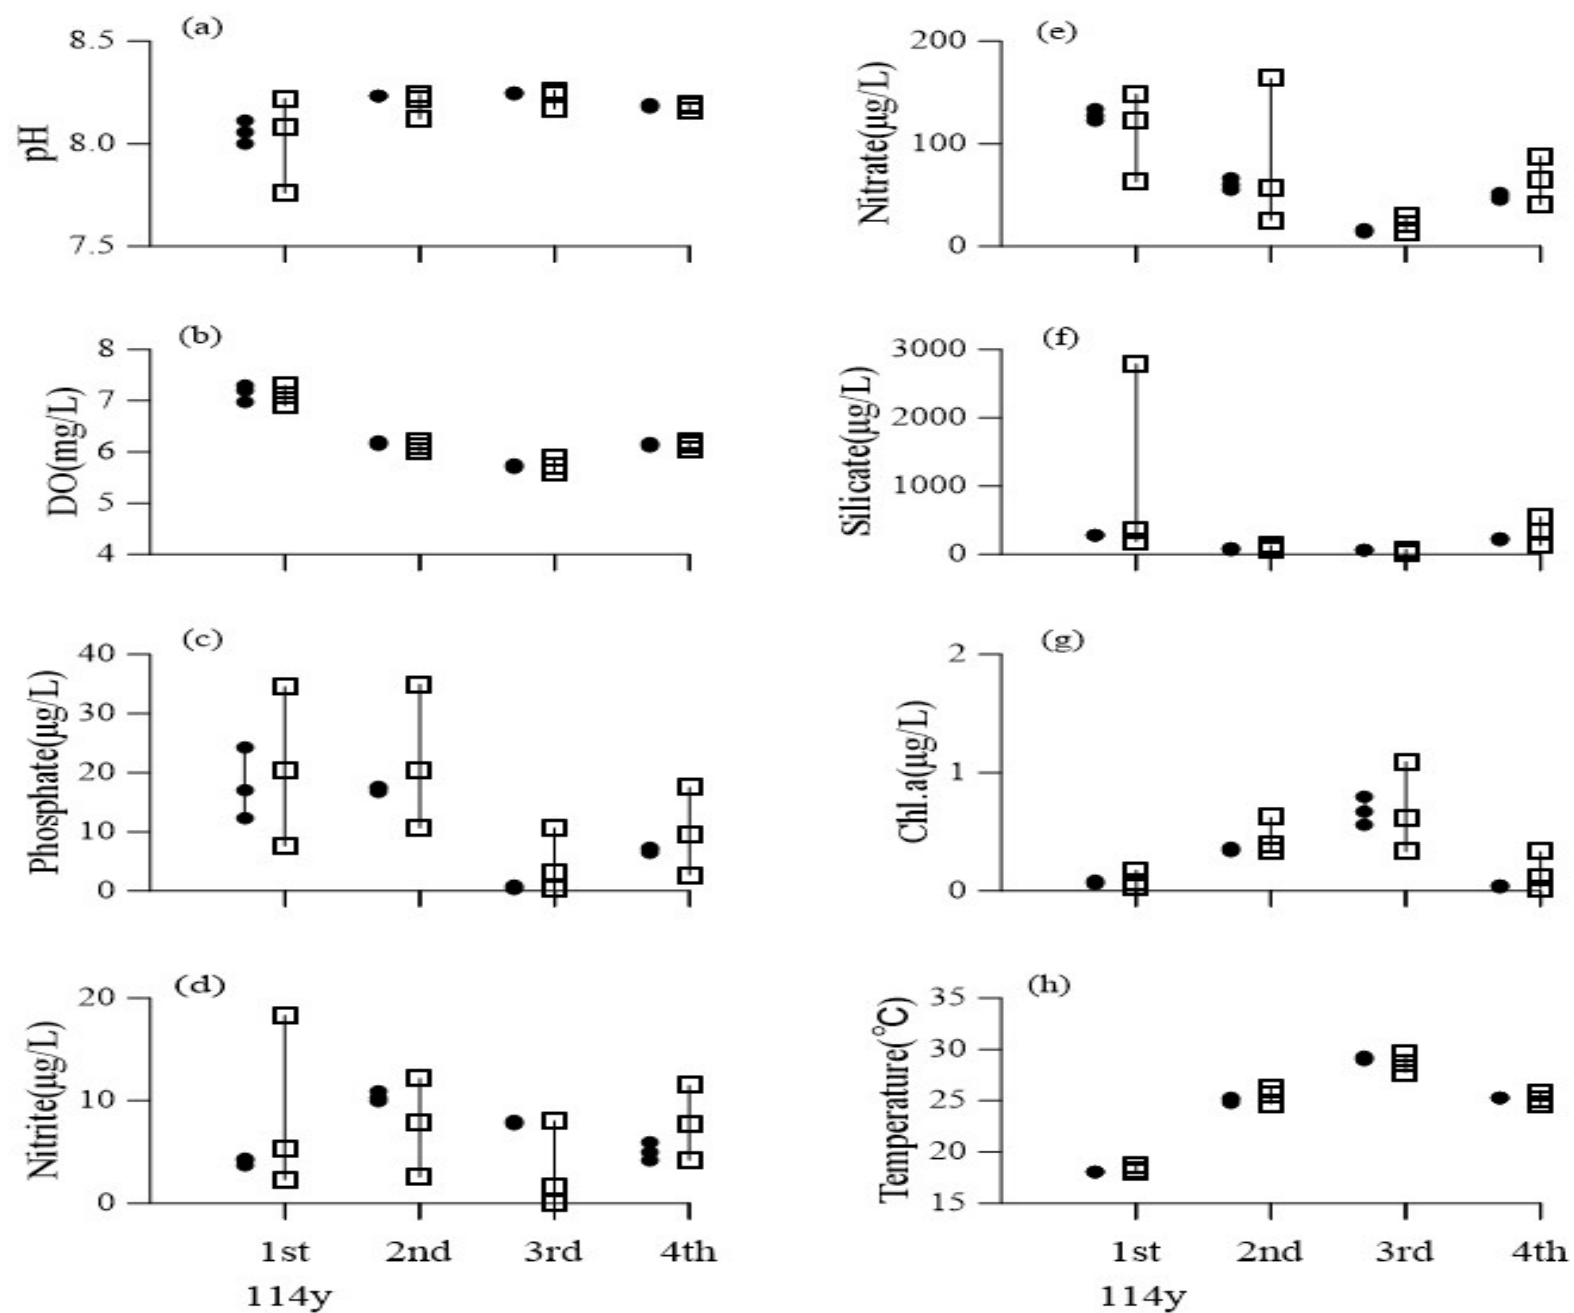 (a)
8.5
8.0
7.5
pH
(b)
8
7
6
5
4
DO(mg/L)
(c)
40
30
20
10
0
Phosphate(μg/L)
(d)
20
10
0
Nitrite(μg/L)
1st 2nd 3rd 4th
114y
(e)
200
100
0
Nitrate(μg/L)
(f)
3000
2000
1000
0
Silicate(μg/L)
(g)
2
1
0
Chl.a(μg/L)
(h)
35
30
25
20
15
Temperature(°C)
1st 2nd 3rd 4th
114y